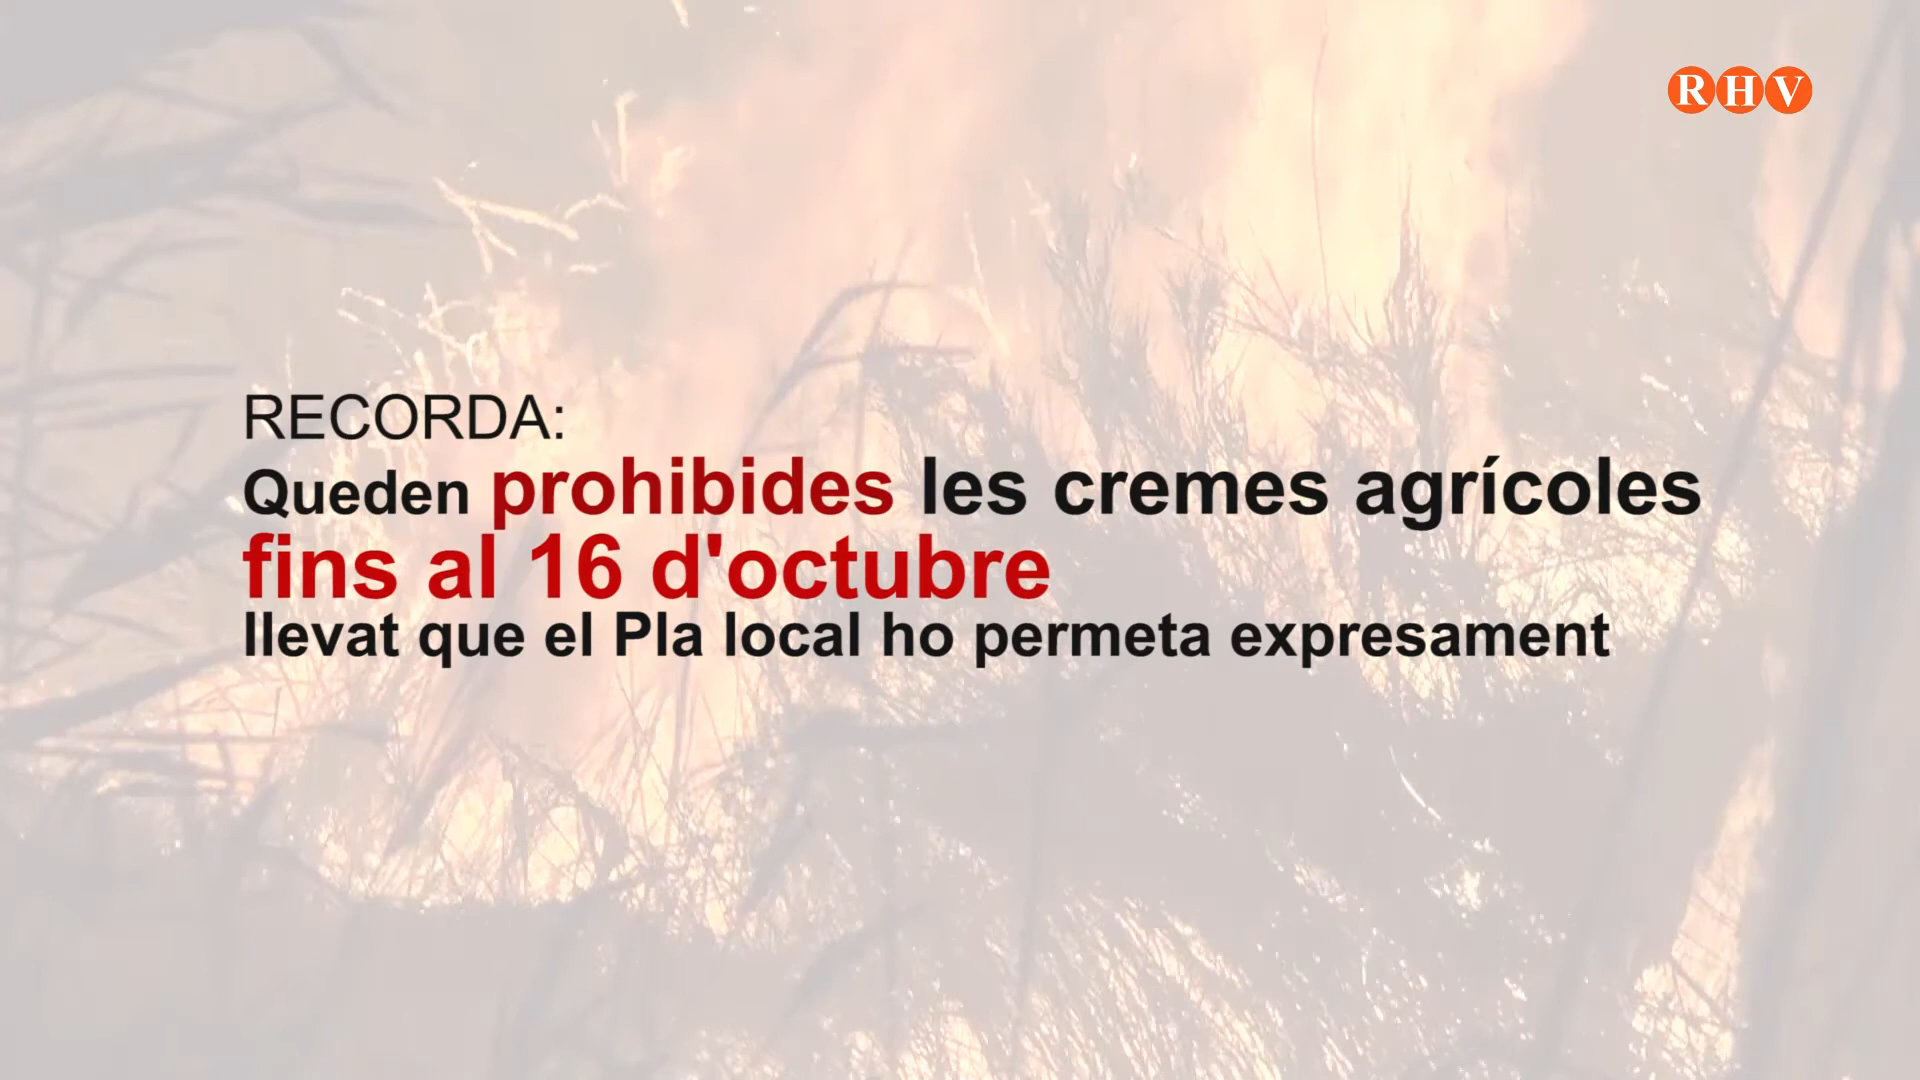 RHV
RECORDA:
Queden prohibides les cremes agrícoles
fins al 16 d'octubre
llevat que el Pla local ho permeta expresament